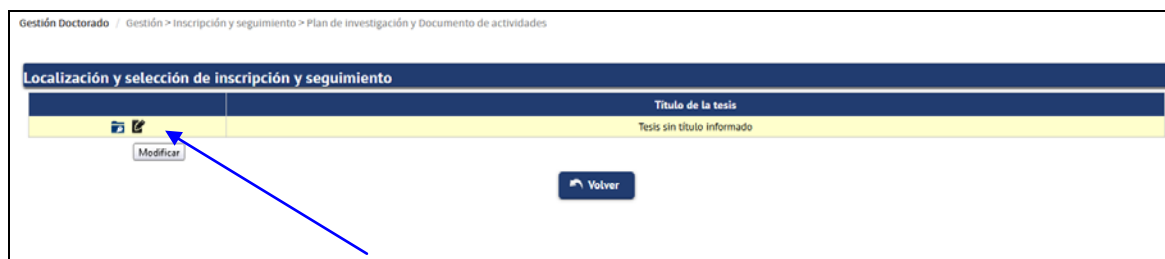 Gestión Doctorado / Gestión > Inscripción y seguimiento > Plan de investigación y Documento de actividades
Localización y selección de inscripción y seguimiento
Título de la tesis
Tesis sin título informado
Modificar
Volver